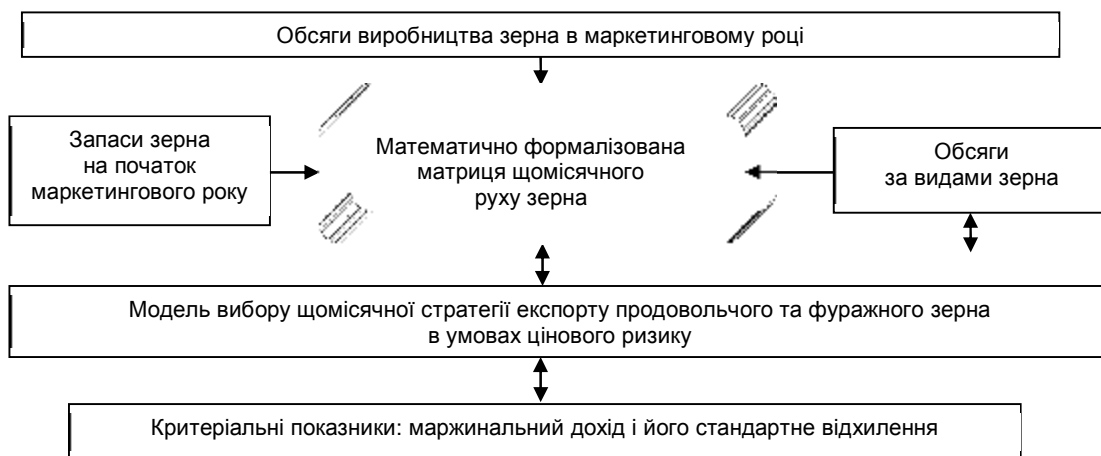 Обсяги виробництва зерна в маркетинговому році
Запаси зерна
на початок
маркетингового року
Математично формалізована
матриця щомісячного
руху зерна
Обсяги
за видами зерна
Модель вибору щомісячної стратегії експорту продовольчого та фуражного зерна
в умовах цінового ризику
Критеріальні показники: маржинальний дохід і його стандартне відхилення